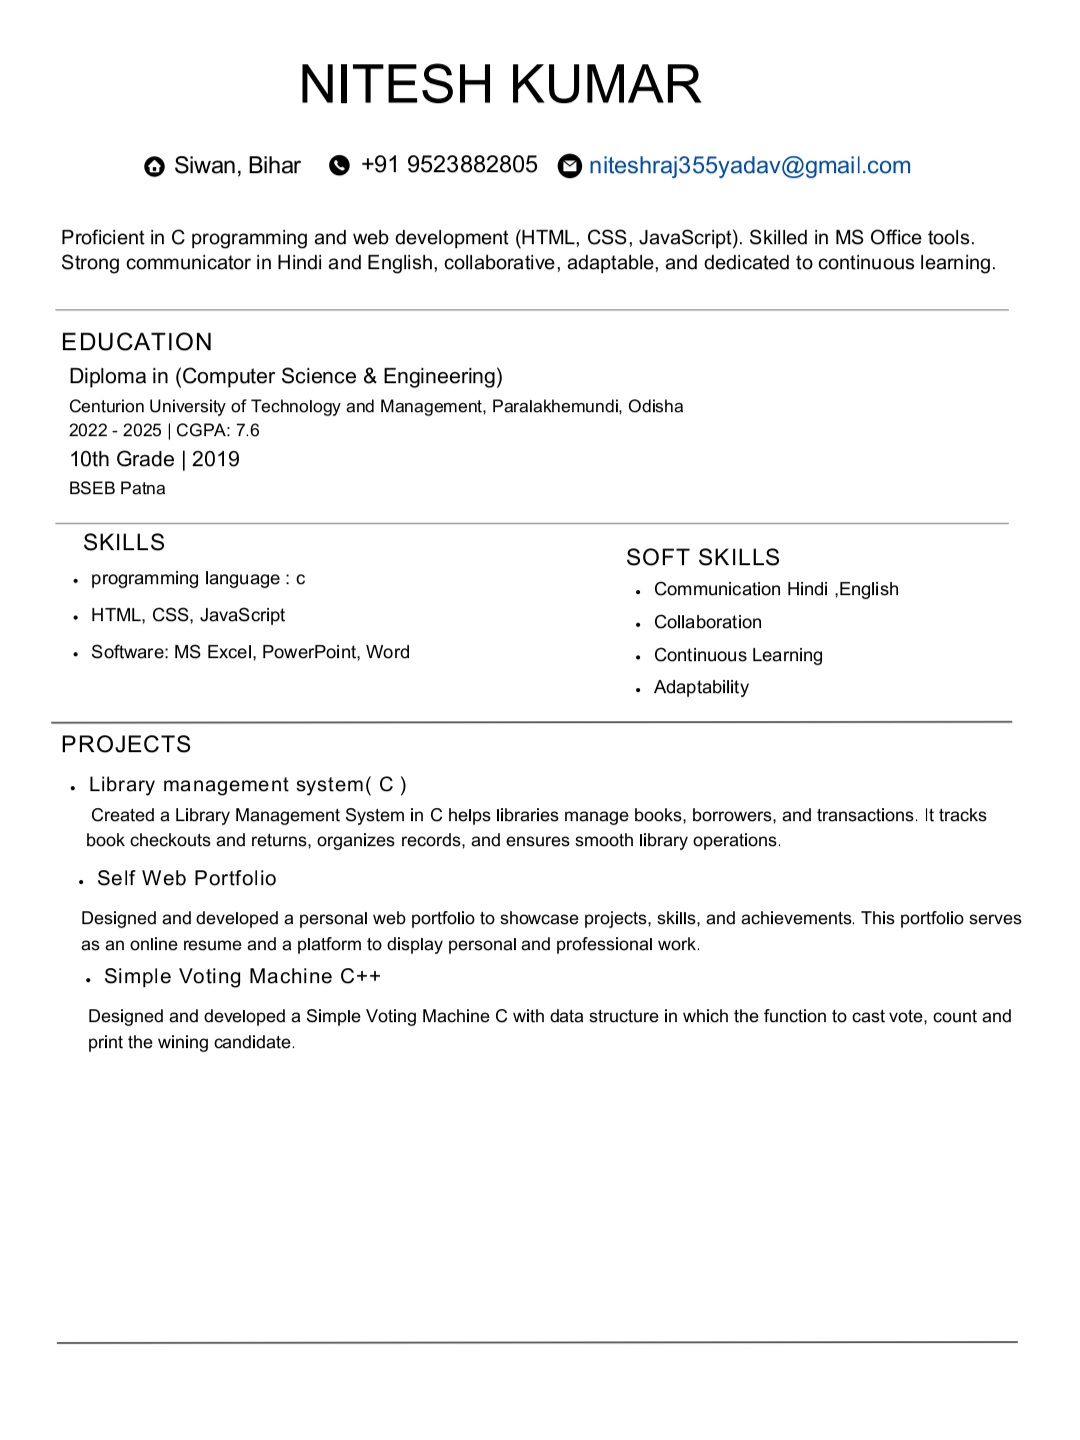 NITESH KUMAR
Siwan, Bihar +91 9523882805 niteshraj355yadav@gmail.com
Proficient in C programming and web development (HTML, CSS, JavaScript). Skilled in MS Office tools.
Strong communicator in Hindi and English, collaborative, adaptable, and dedicated to continuous learning.
EDUCATION
Diploma in (Computer Science & Engineering)
Centurion University of Technology and Management, Paralakhemundi, Odisha
2022 - 2025 | CGPA: 7.6
10th Grade | 2019
BSEB Patna
SKILLS
• programming language : c
• HTML, CSS, JavaScript
• Software: MS Excel, PowerPoint, Word
SOFT SKILLS
• Communication Hindi ,English
• Collaboration
• Continuous Learning
• Adaptability
PROJECTS
• Library management system( C )
Created a Library Management System in C helps libraries manage books, borrowers, and transactions. It tracks
book checkouts and returns, organizes records, and ensures smooth library operations.
• Self Web Portfolio
Designed and developed a personal web portfolio to showcase projects, skills, and achievements. This portfolio serves
as an online resume and a platform to display personal and professional work.
• Simple Voting Machine C++
Designed and developed a Simple Voting Machine C with data structure in which the function to cast vote, count and
print the wining candidate.